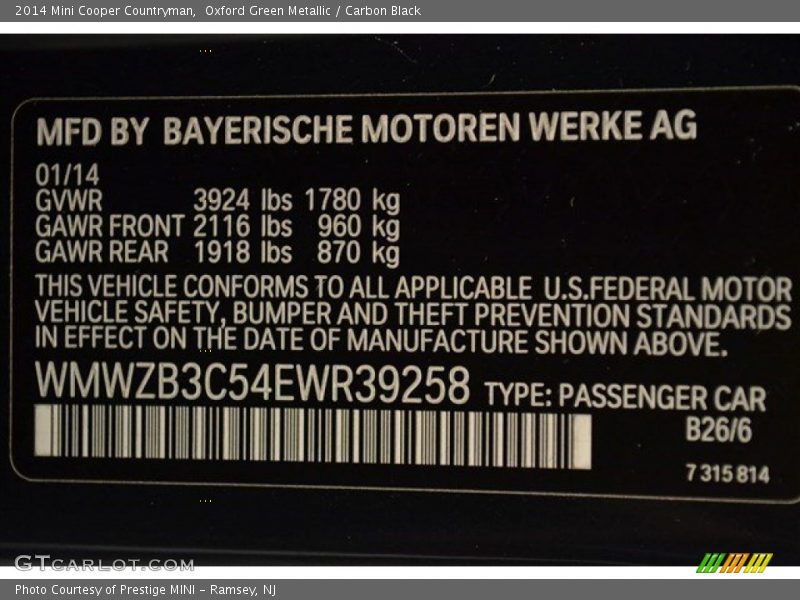 2014 Mini Cooper Countryman,  Oxford Green Metallic / Carbon Black
MFD BY BAYERISCHE MOTOREN WERKE AG
01/14
GVWR 3924 lbs 1780 kg
GAWR FRONT 2116 lbs 960 kg
GAWR REAR 1918 lbs 870 kg
THIS VEHICLE CONFORMS TO ALL APPLICABLE U.S.FEDERAL MOTOR
VEHICLE SAFETY, BUMPER AND THEFT PREVENTION STANDARDS
IN EFFECT ON THE DATE OF MANUFACTURE SHOWN ABOVE.
WMWZB3C54EWR39258 TYPE: PASSENGER CAR
B26/6
7 315 814
GTCARLOT.COM
Photo Courtesy of Prestige MINI - Ramsey, NJ